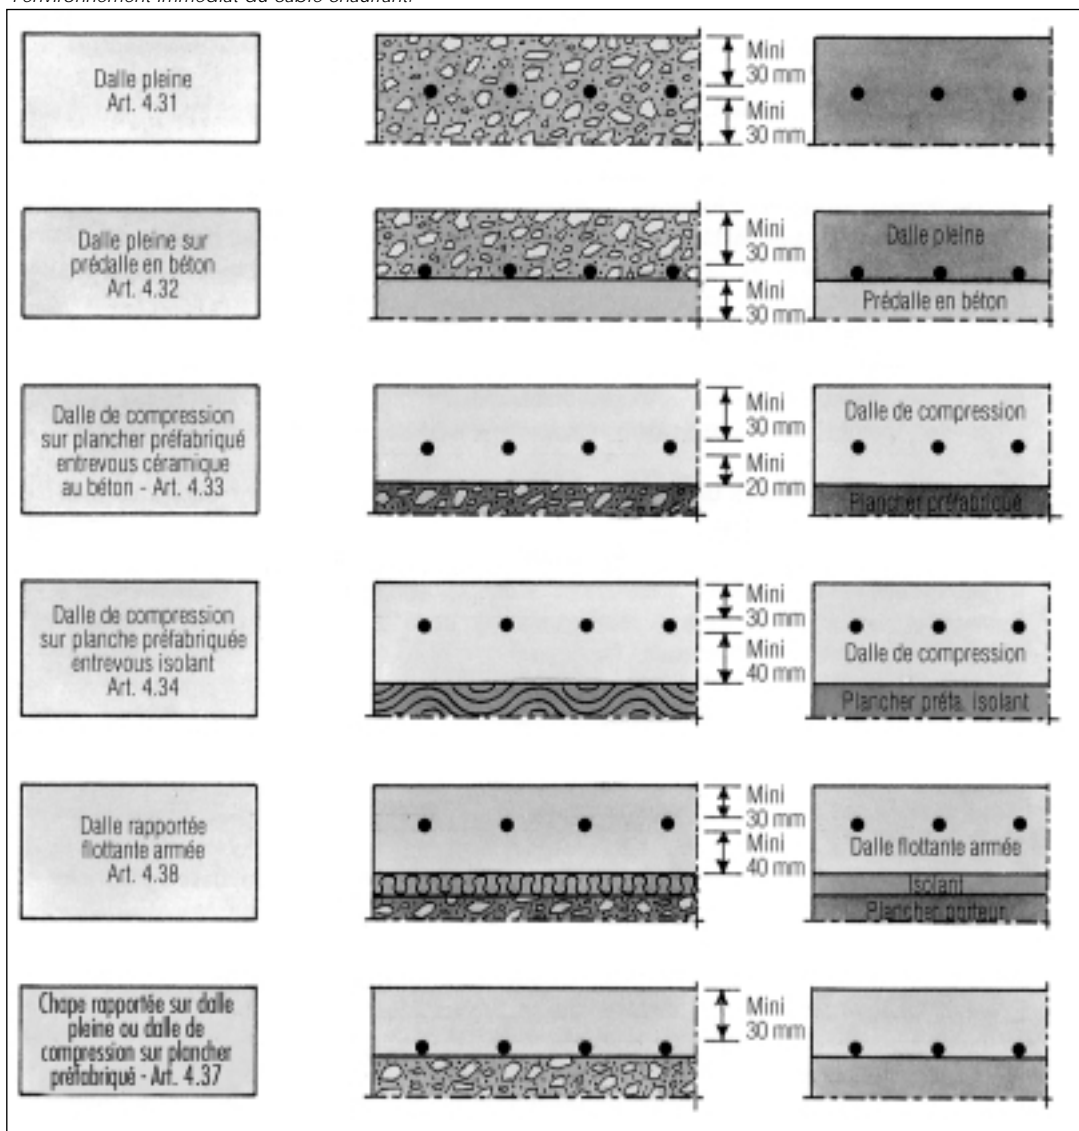 l'environnement immédiat du câble chauffant.
Dalle pleine
Art. 4.31
Mini
30 mm
Mini
30 mm
Dalle pleine sur
prédalle en béton
Art. 4.32
Mini
30 mm
Mini
30 mm
Dalle pleine
Prédalle en béton
Dalle de compression
sur plancher préfabriqué
entrevous céramique
au béton - Art. 4.33
Mini
30 mm
Mini
20 mm
Dalle de compression
Plancher préfabriqué
Dalle de compression
sur planche préfabriquée
entrevous isolant
Art. 4.34
Mini
30 mm
Mini
40 mm
Dalle de compression
Plancher préfa. isolant
Dalle rapportée
flottante armée
Art. 4.38
Mini
30 mm
Mini
40 mm
Dalle flottante armée
Isolant
Plancher porteur
Chape rapportée sur dalle
pleine ou dalle de
compression sur plancher
préfabriqué - Art. 4.37
Mini
30 mm